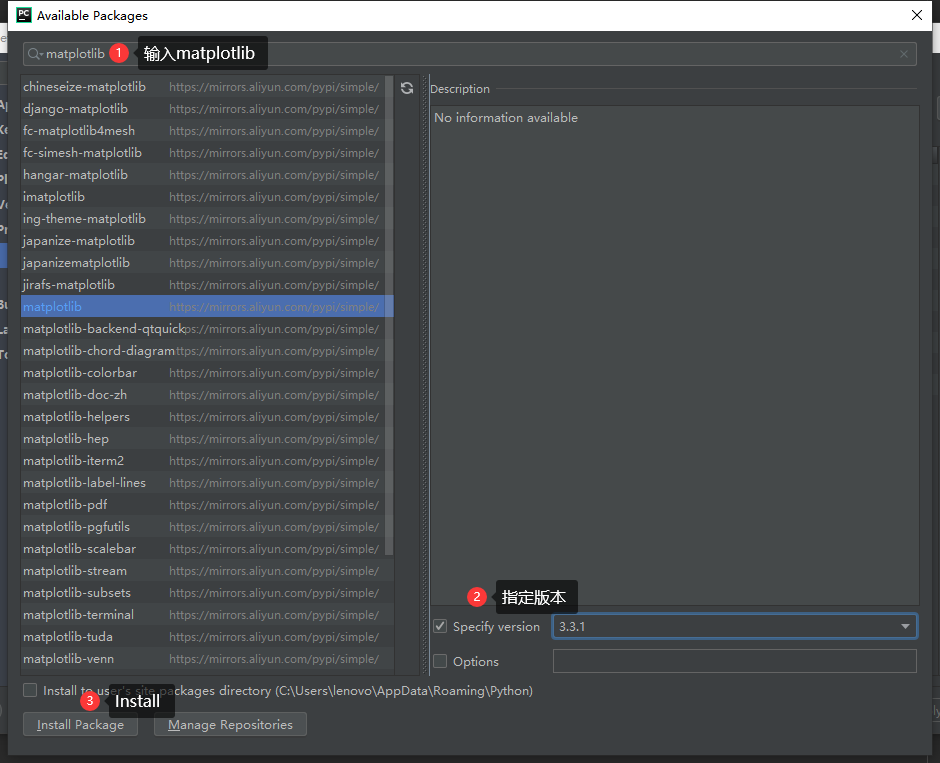 PC Available Packages
matplotlib 1 输入matplotlib
chineseize-matplotlib https://mirrors.aliyun.com/pypi/simple/
django-matplotlib https://mirrors.aliyun.com/pypi/simple/
fc-matplotlib4mesh https://mirrors.aliyun.com/pypi/simple/
fc-simesh-matplotlib https://mirrors.aliyun.com/pypi/simple/
hangar-matplotlib https://mirrors.aliyun.com/pypi/simple/
imatplotlib https://mirrors.aliyun.com/pypi/simple/
ing-theme-matplotlib https://mirrors.aliyun.com/pypi/simple/
japanize-matplotlib https://mirrors.aliyun.com/pypi/simple/
japanizematplotlib https://mirrors.aliyun.com/pypi/simple/
jirafs-matplotlib https://mirrors.aliyun.com/pypi/simple/
matplotlib https://mirrors.aliyun.com/pypi/simple/
matplotlib-backend-qtquick ps://mirrors.aliyun.com/pypi/simple/
matplotlib-chord-diagram ttps://mirrors.aliyun.com/pypi/simple/
matplotlib-colorbar https://mirrors.aliyun.com/pypi/simple/
matplotlib-doc-zh https://mirrors.aliyun.com/pypi/simple/
matplotlib-helpers https://mirrors.aliyun.com/pypi/simple/
matplotlib-hep https://mirrors.aliyun.com/pypi/simple/
matplotlib-iterm2 https://mirrors.aliyun.com/pypi/simple/
matplotlib-label-lines https://mirrors.aliyun.com/pypi/simple/
matplotlib-pdf https://mirrors.aliyun.com/pypi/simple/
matplotlib-pgfutils https://mirrors.aliyun.com/pypi/simple/
matplotlib-scalebar https://mirrors.aliyun.com/pypi/simple/
matplotlib-stream https://mirrors.aliyun.com/pypi/simple/
matplotlib-subsets https://mirrors.aliyun.com/pypi/simple/
matplotlib-terminal https://mirrors.aliyun.com/pypi/simple/
matplotlib-tuda https://mirrors.aliyun.com/pypi/simple/
matplotlib-venn https://mirrors.aliyun.com/pypi/simple/
Description
No information available
2 指定版本
Specify version 3.3.1
Options
Install to user's site packages directory (C:\Users\lenovo\AppData\Roaming\Python)
3 Install
Install Package Manage Repositories